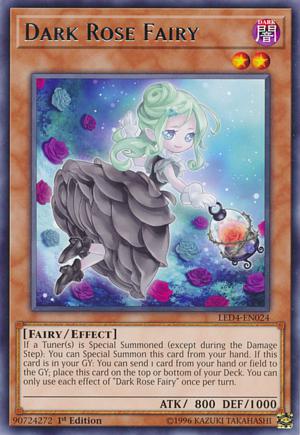 DARK ROSE FAIRY
DARK
闇
LED4-EN024
[FAIRY/EFFECT]
If a Tuner(s) is Special Summoned (except during the Damage
Step): You can Special Summon this card from your hand. If this
card is in your GY: You can send 1 card from your hand or field to
the GY; place this card on the top or bottom of your Deck. You can
only use each effect of "Dark Rose Fairy" once per turn.
ATK/ 800 DEF/1000
90724272 1st Edition ©1996 KAZUKI TAKAHASHI